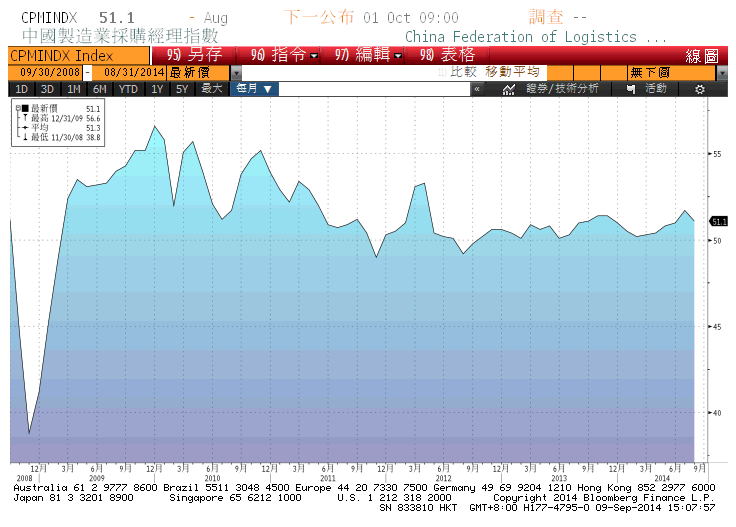 CPMINDX 51.1 - Aug 下一公布 01 Oct 09:00 調查 --
中國製造業採購經理指數 China Federation of Logistics ...
CPMINDX Index 95) 另存 96) 指令 97) 編輯 98) 表格 線圖
09/30/2008 - 08/31/2014 最新價 比較 移動平均 無下圖
1D 3D 1M 6M YTD 1Y 5Y 最大 每月 ▼ « 證券/技術分析 活動
最新價 51.1
最高 12/31/09 56.6
平均 51.3
最低 11/30/08 38.8
55
51.1
50
45
40
12月 3月 6月 9月 12月 3月 6月 9月 12月 3月 6月 9月 12月 3月 6月 9月 12月 3月 6月 9月 12月 3月 6月 9月
2008 2009 2010 2011 2012 2013 2014
Australia 61 2 9777 8600 Brazil 5511 3048 4500 Europe 44 20 7330 7500 Germany 49 69 9204 1210 Hong Kong 852 2977 6000
Japan 81 3 3201 8900 Singapore 65 6212 1000 U.S. 1 212 318 2000 Copyright 2014 Bloomberg Finance L.P.
SN 833810 HKT GMT+8:00 H177-4795-0 09-Sep-2014 15:07:57